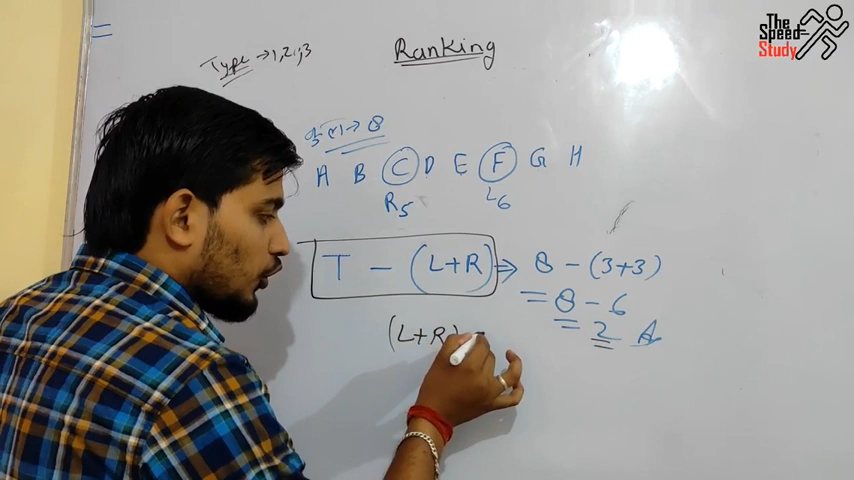 The
Speed
Study
Ranking
Type → 1, 2, 3
→ 8
A B C D E F G H
R5 L6
T - (L+R) ⇒ 8 - (3+3)
= 8 - 6
= 2 A
(L+R) -